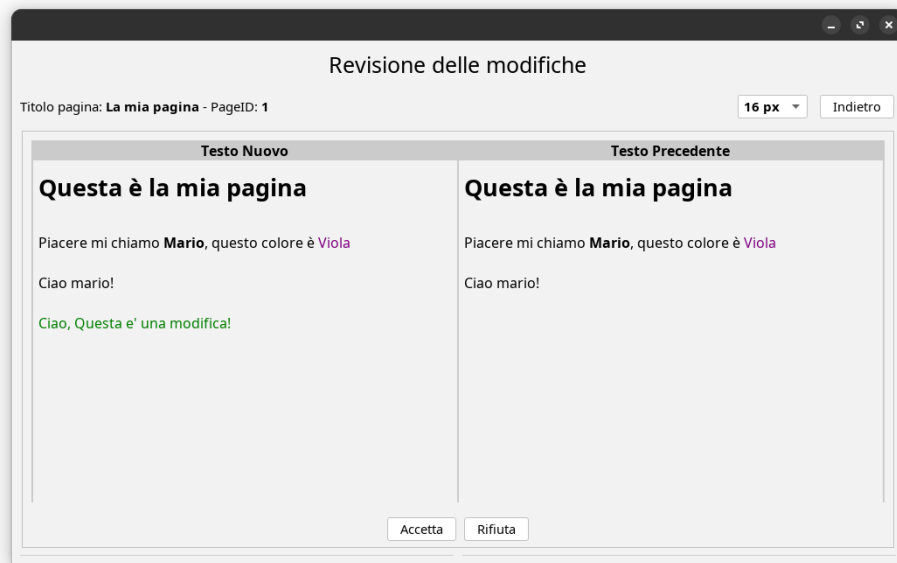 Revisione delle modifiche
Titolo pagina: La mia pagina - PageID: 1
16 px
Indietro
Testo Nuovo
Testo Precedente
Questa è la mia pagina
Piacere mi chiamo Mario, questo colore è Viola
Ciao mario!
Ciao, Questa e' una modifica!
Questa è la mia pagina
Piacere mi chiamo Mario, questo colore è Viola
Ciao mario!
Accetta
Rifiuta